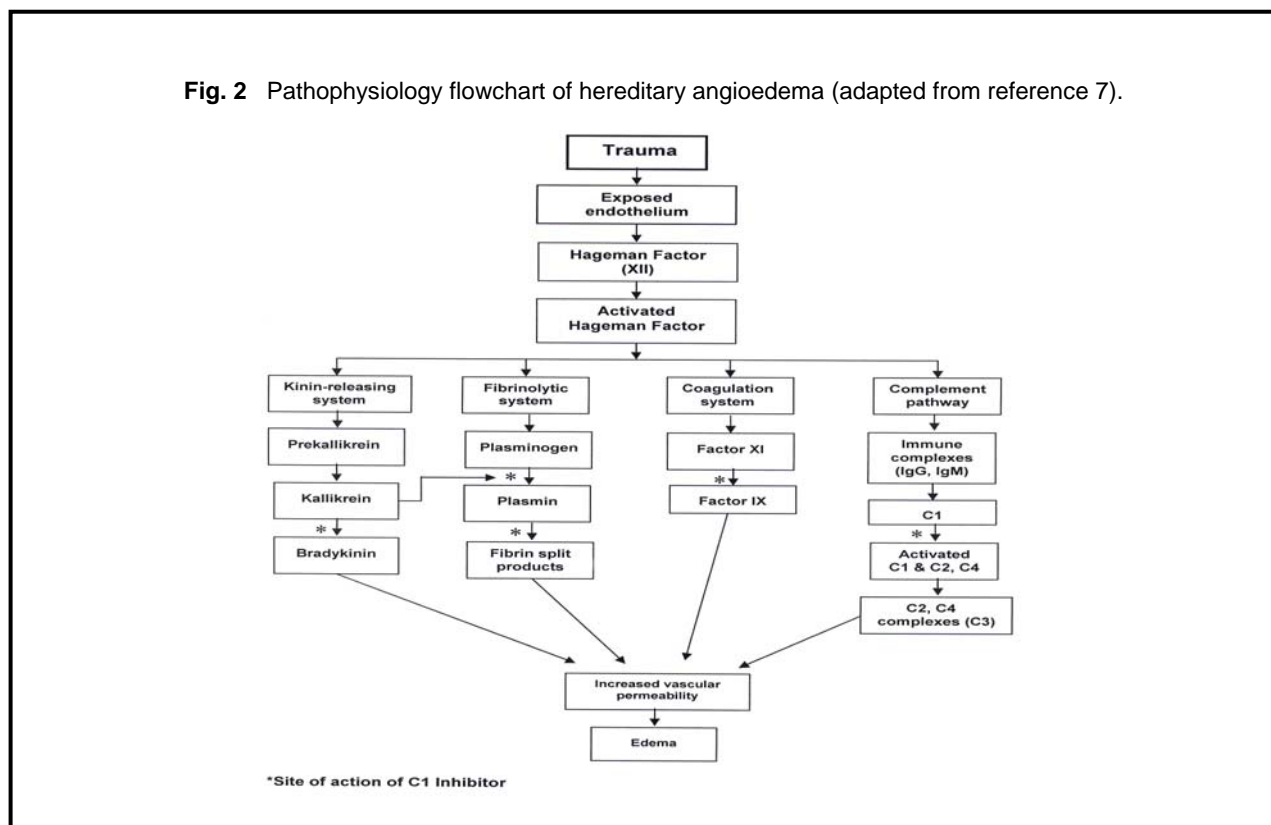 Fig. 2 Pathophysiology flowchart of hereditary angioedema (adapted from reference 7).
Trauma
Exposed
endothelium
Hageman Factor
(XII)
Activated
Hageman Factor
Kinin-releasing
system
Prekallikrein
Kallikrein
*
Bradykinin
Fibrinolytic
system
Plasminogen
*
Plasmin
*
Fibrin split
products
Coagulation
system
Factor XI
*
Factor IX
Complement
pathway
Immune
complexes
(IgG, IgM)
C1
*
Activated
C1 & C2, C4
C2, C4
complexes (C3)
Increased vascular
permeability
Edema
*Site of action of C1 Inhibitor